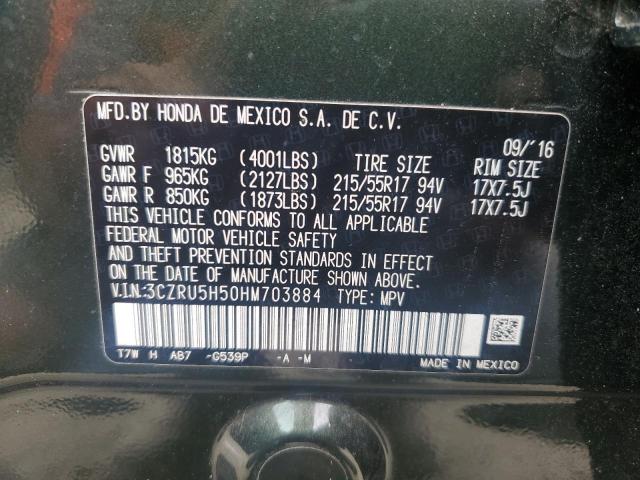 MFD.BY HONDA DE MEXICO S.A. DE C.V.
09/'16
GVWR 1815KG (4001LBS) TIRE SIZE RIM SIZE
GAWR F 965KG (2127LBS) 215/55R17 94V 17X7.5J
GAWR R 850KG (1873LBS) 215/55R17 94V 17X7.5J
THIS VEHICLE CONFORMS TO ALL APPLICABLE
FEDERAL MOTOR VEHICLE SAFETY
AND THEFT PREVENTION STANDARDS IN EFFECT
ON THE DATE OF MANUFACTURE SHOWN ABOVE.
V.I.N.:3CZRU5H50HM703884 TYPE: MPV
T7W H AB7 -G539P -A -M
MADE IN MEXICO